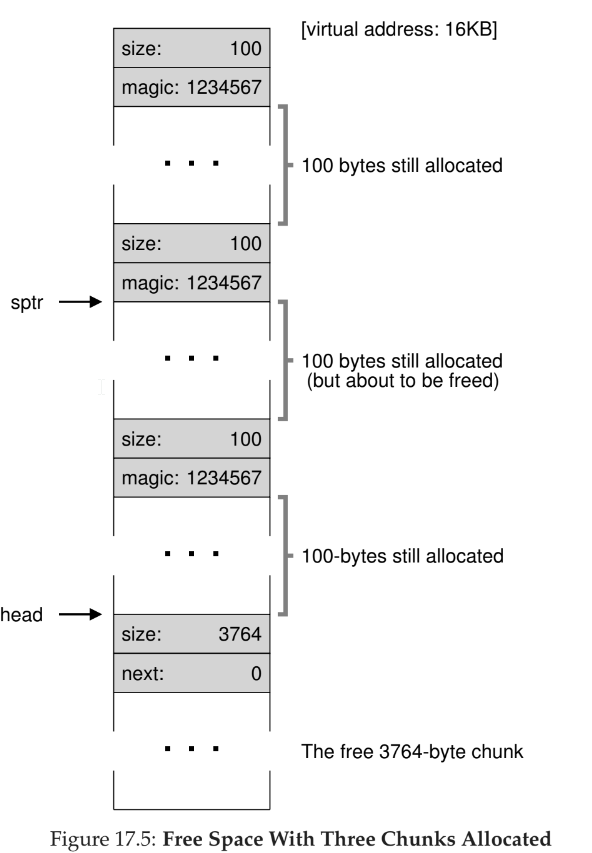 [virtual address: 16KB]
size: 100
magic: 1234567
100 bytes still allocated
size: 100
magic: 1234567
sptr
100 bytes still allocated
(but about to be freed)
size: 100
magic: 1234567
100-bytes still allocated
head
size: 3764
next: 0
The free 3764-byte chunk
Figure 17.5: Free Space With Three Chunks Allocated